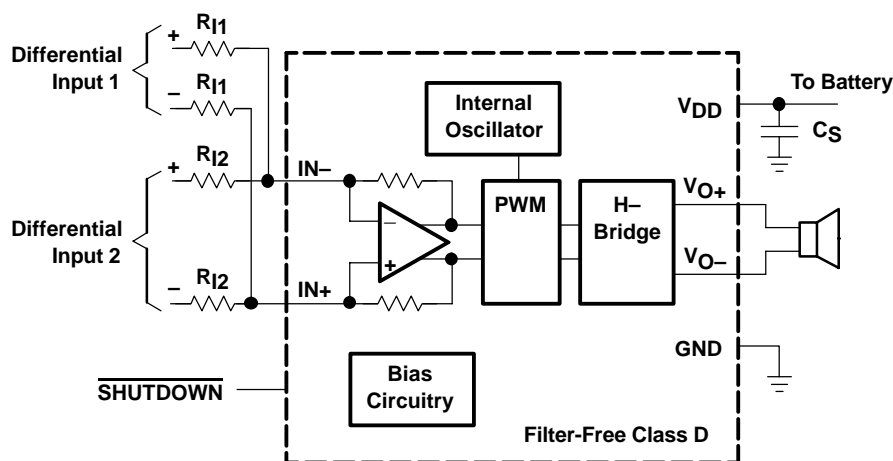 Differential
Input 1
+
RI1
−
RI1
Differential
Input 2
+
RI2
−
RI2
IN−
IN+
−
+
Internal
Oscillator
PWM
H−
Bridge
VDD
To Battery
CS
VO+
VO−
GND
SHUTDOWN
Bias
Circuitry
Filter-Free Class D